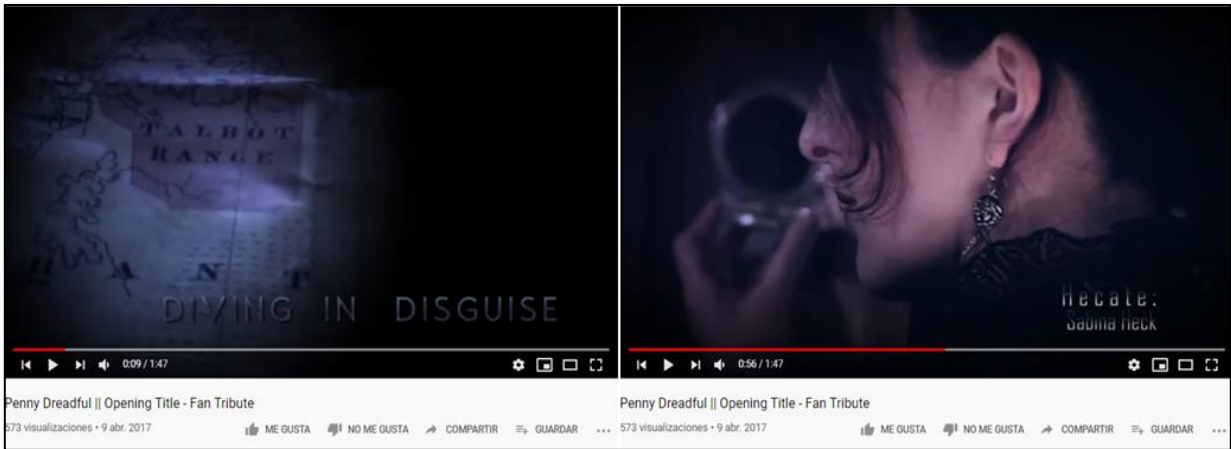 TALBOT
RANGE
H A N T
DIVING IN DISGUISE
0:09 / 1:47
Penny Dreadful || Opening Title - Fan Tribute
573 visualizaciones • 9 abr. 2017
ME GUSTA
NO ME GUSTA
COMPARTIR
GUARDAR
Hecate:
Sabina Heck
0:56 / 1:47
Penny Dreadful || Opening Title - Fan Tribute
573 visualizaciones • 9 abr. 2017
ME GUSTA
NO ME GUSTA
COMPARTIR
GUARDAR